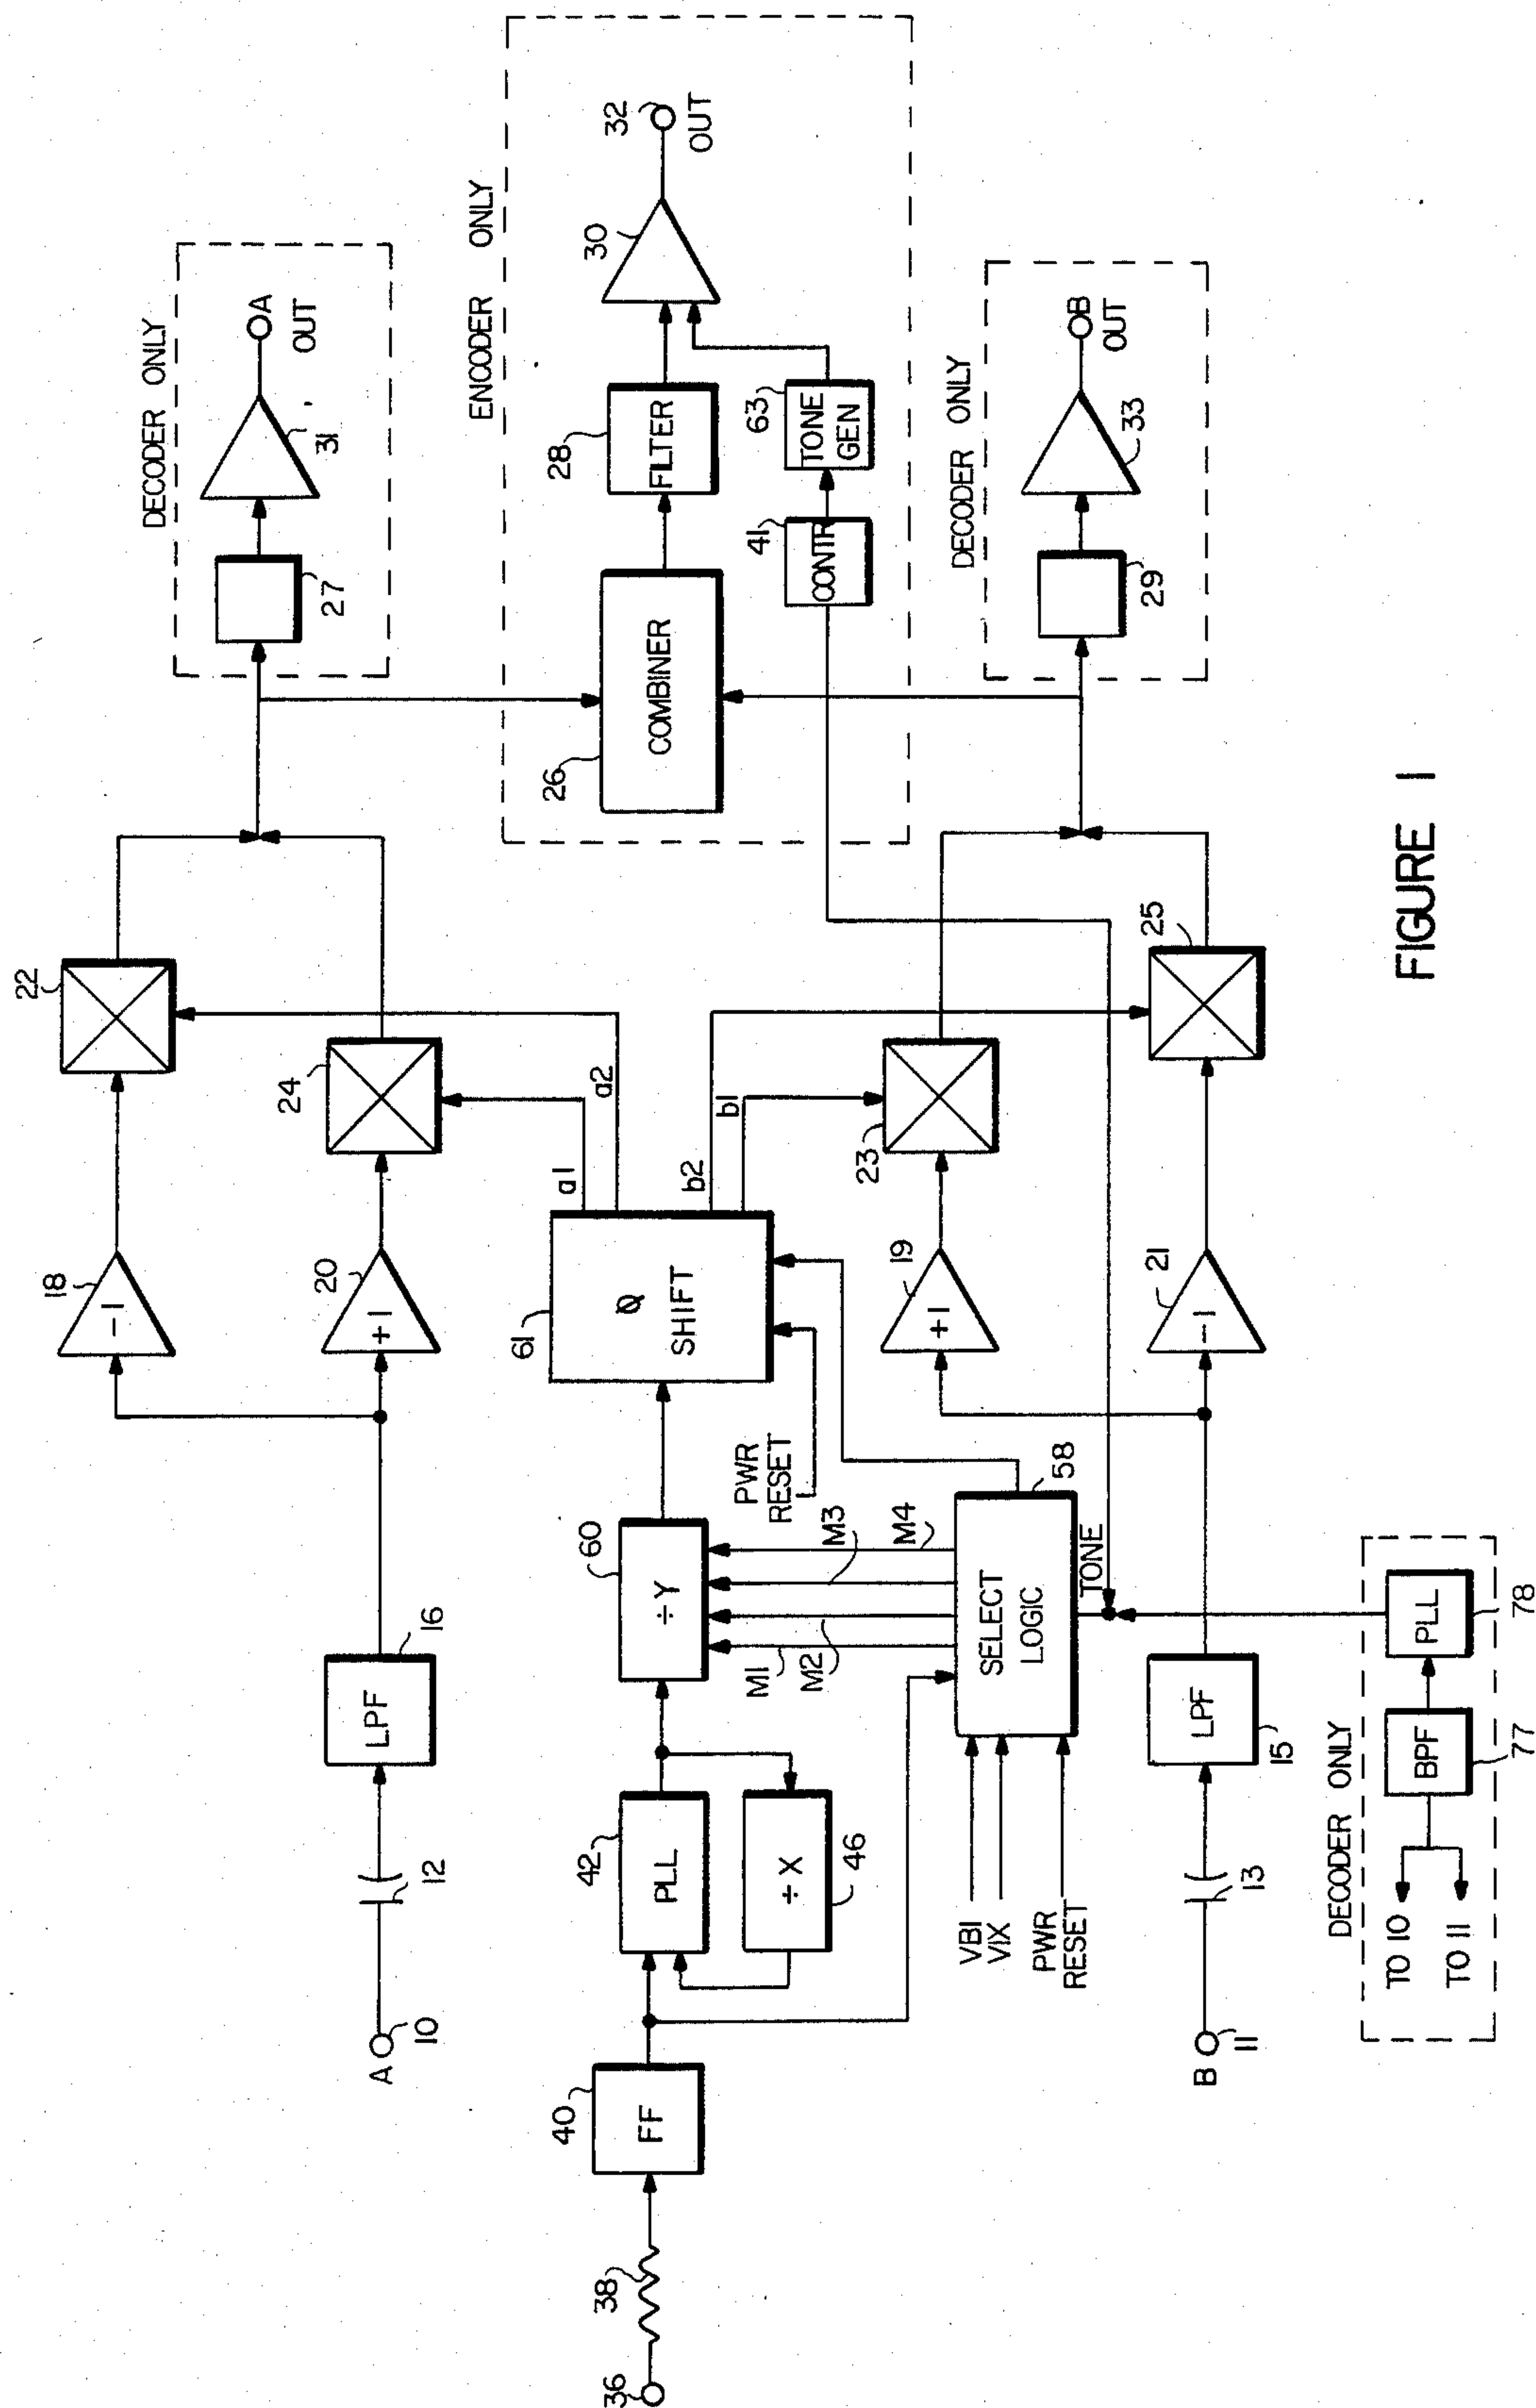 DECODER ONLY
A
OUT
31
27
22
18
-1
24
20
+1
16
LPF
12
A
10
ENCODER ONLY
32
OUT
30
28
FILTER
63
TONE
GEN
41
CONTR
26
COMBINER
a1
a2
b2
b1
61
Φ
SHIFT
PWR
RESET
60
÷Y
M1
M2
M3
M4
42
PLL
÷X
46
40
FF
38
36
58
SELECT
LOGIC
TONE
VBI
VIX
PWR
RESET
DECODER ONLY
B
OUT
33
29
23
19
+1
25
21
-1
LPF
15
13
B
11
DECODER ONLY
PLL
78
BPF
77
TO 10
TO 11
FIGURE 1